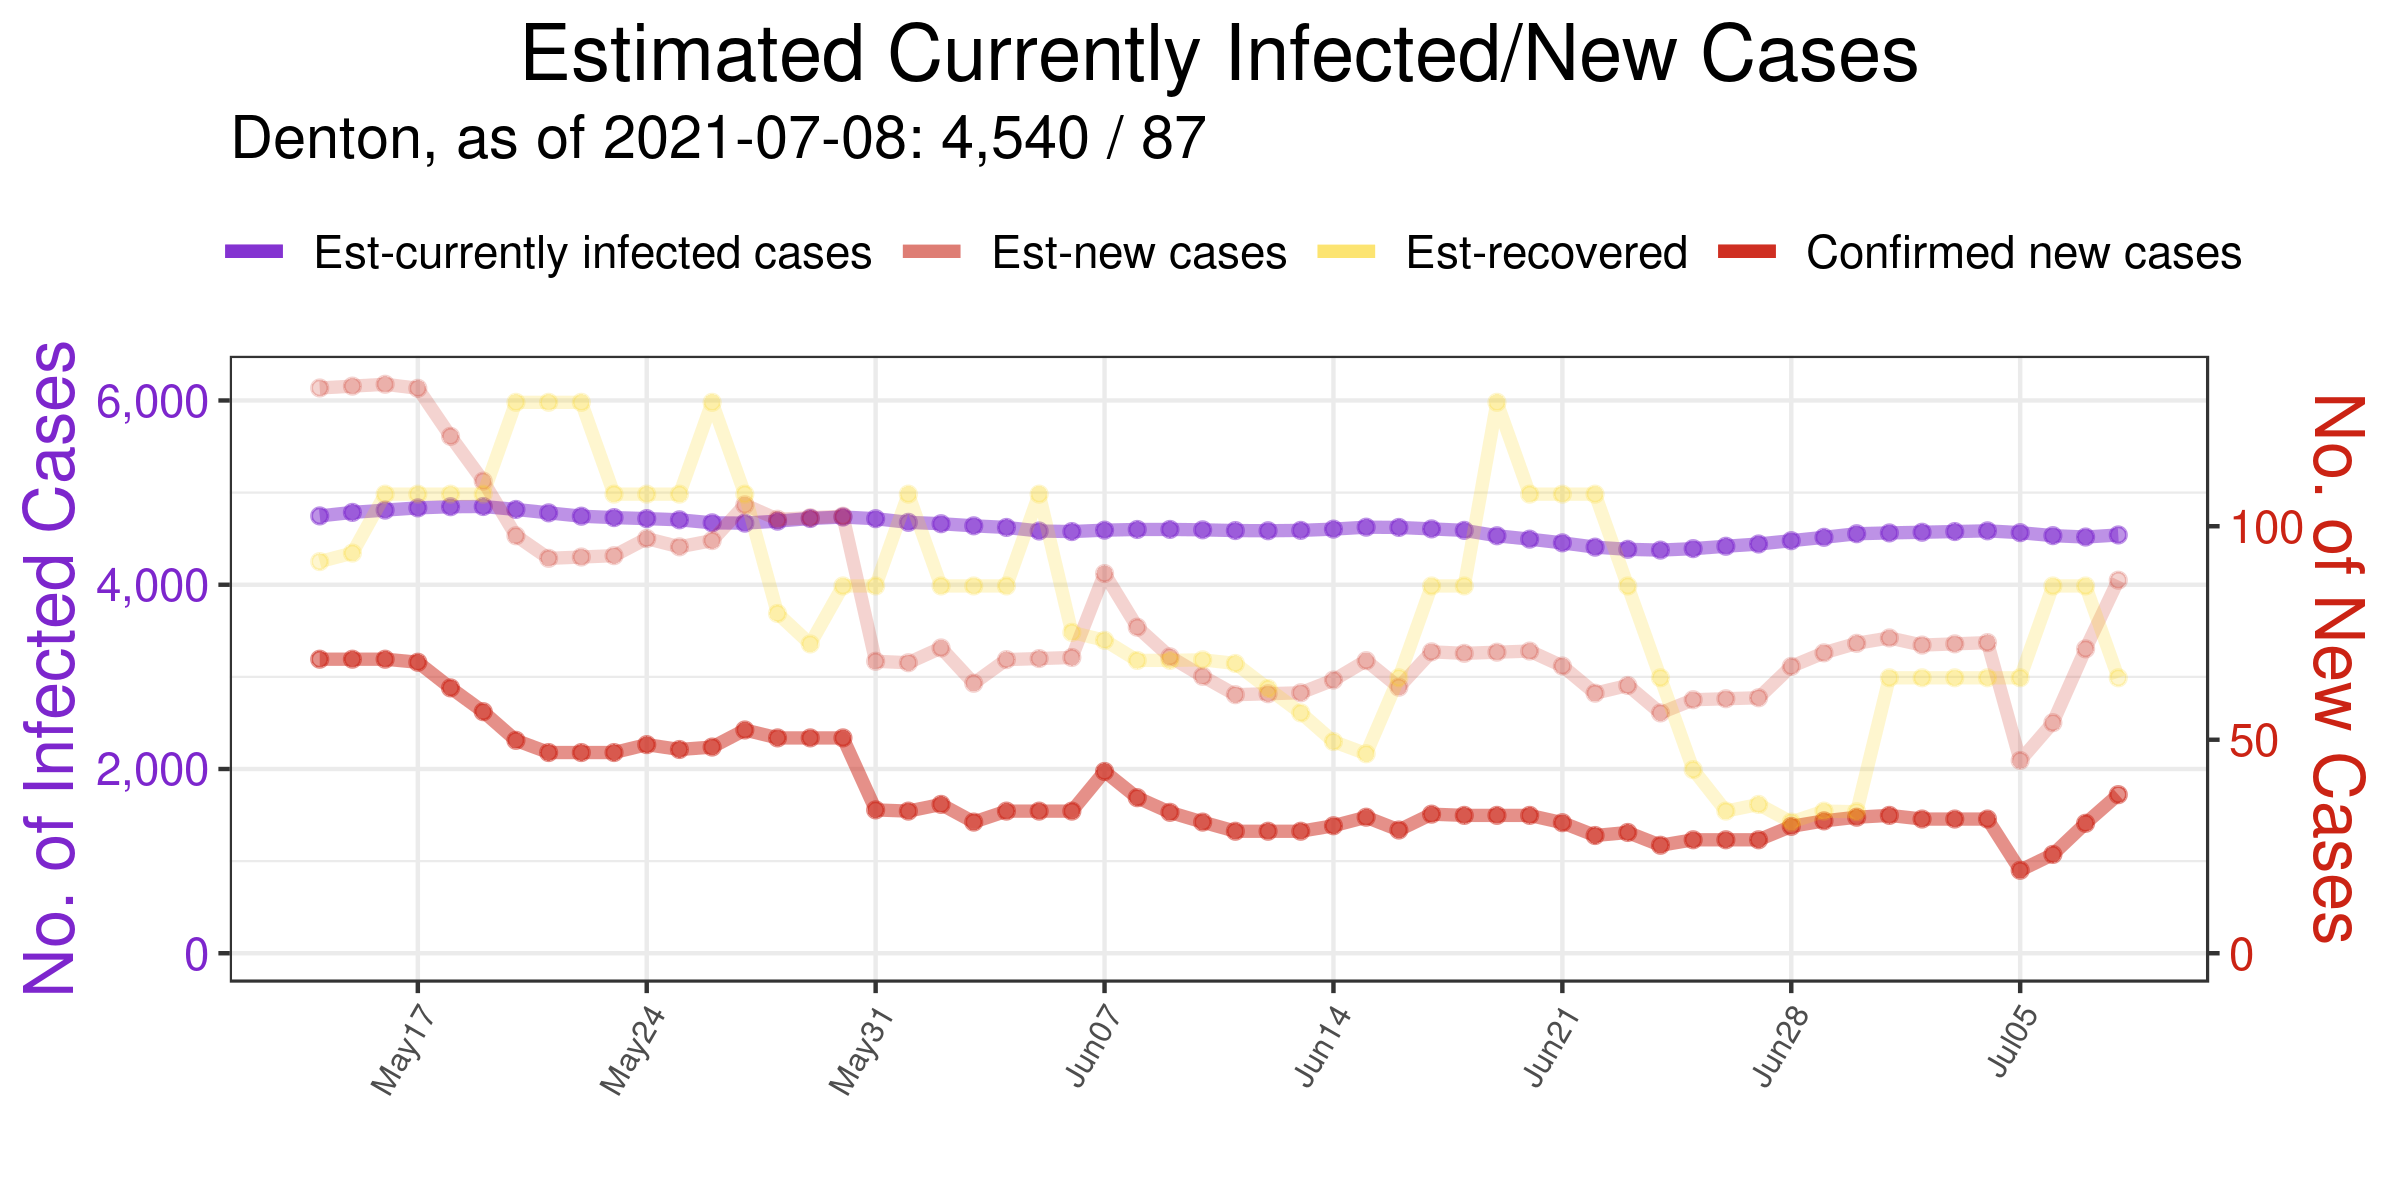 Estimated Currently Infected/New Cases
Denton, as of 2021-07-08: 4,540 / 87
Est-currently infected cases Est-new cases Est-recovered Confirmed new cases
No. of Infected Cases
6,000
4,000
2,000
0
100
50
0
No. of New Cases
May17 May24 May31 Jun07 Jun14 Jun21 Jun28 Jul05